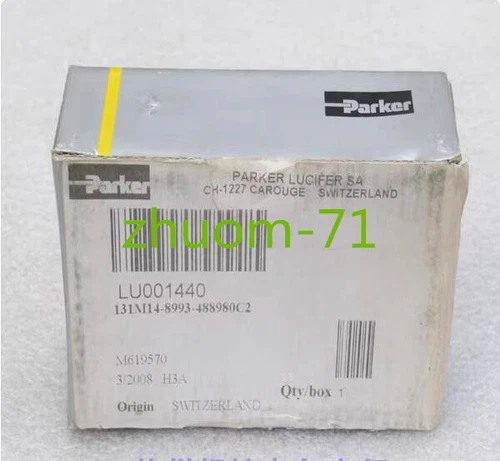 Parker
Parker
PARKER LUCIFER SA
CH-1227 CAROUGE SWITZERLAND
zhuom-71
LU001440
131M14-8993-488980C2
M619570
3/2008 H3A
Qty/box 1
Origin SWITZERLAND